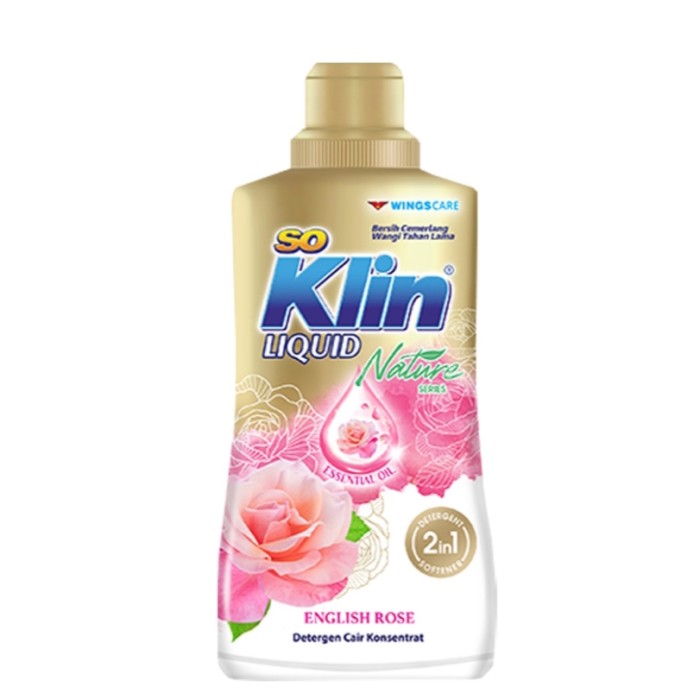 WINGSCARE
Bersih Cemerlang
Wangi Tahan Lama
SO
Klin®
LIQUID
Nature
SERIES
ESSENTIAL OIL
DETERGENT
2in1
SOFTENER
ENGLISH ROSE
Detergen Cair Konsentrat